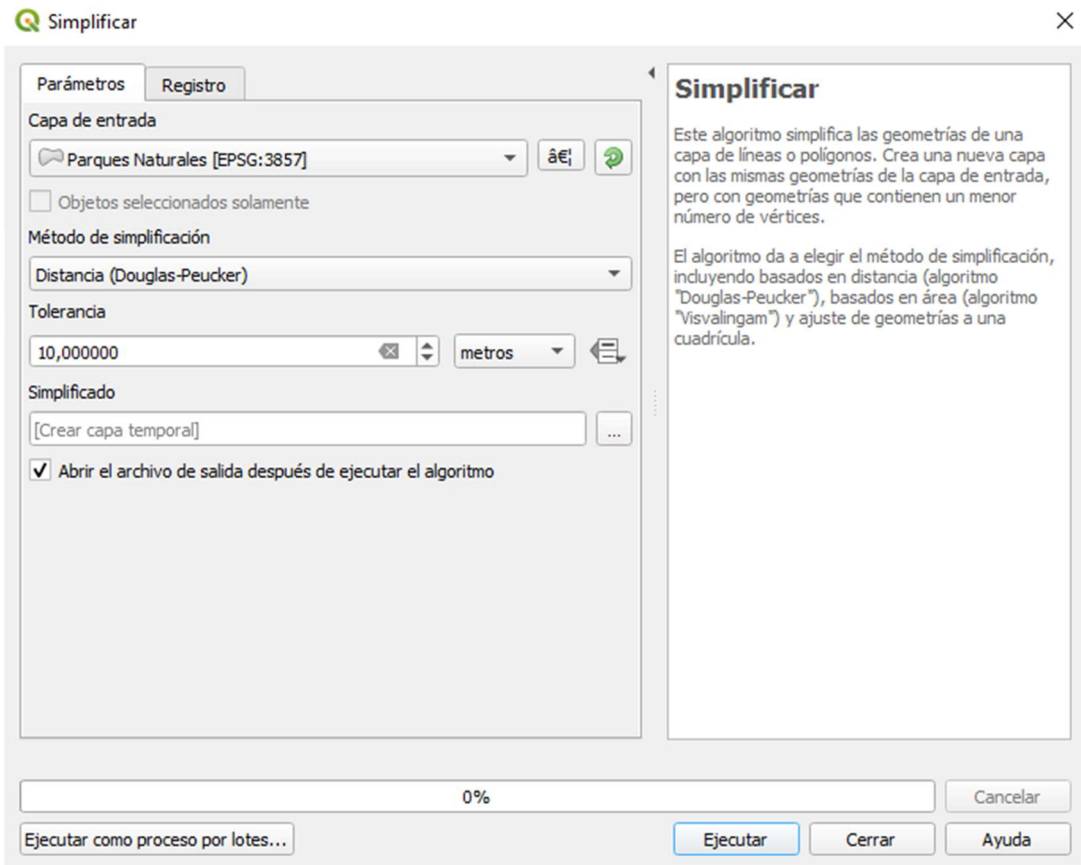 Simplificar
Parámetros
Registro
Capa de entrada
Parques Naturales [EPSG:3857]
â€¦
Objetos seleccionados solamente
Método de simplificación
Distancia (Douglas-Peucker)
Tolerancia
10,000000
metros
Simplificado
[Crear capa temporal]
...
Abrir el archivo de salida después de ejecutar el algoritmo
Simplificar
Este algoritmo simplifica las geometrías de una
capa de líneas o polígonos. Crea una nueva capa
con las mismas geometrías de la capa de entrada,
pero con geometrías que contienen un menor
número de vértices.
El algoritmo da a elegir el método de simplificación,
incluyendo basados en distancia (algoritmo
"Douglas-Peucker"), basados en área (algoritmo
"Visvalingam") y ajuste de geometrías a una
cuadrícula.
0%
Cancelar
Ejecutar como proceso por lotes...
Ejecutar
Cerrar
Ayuda